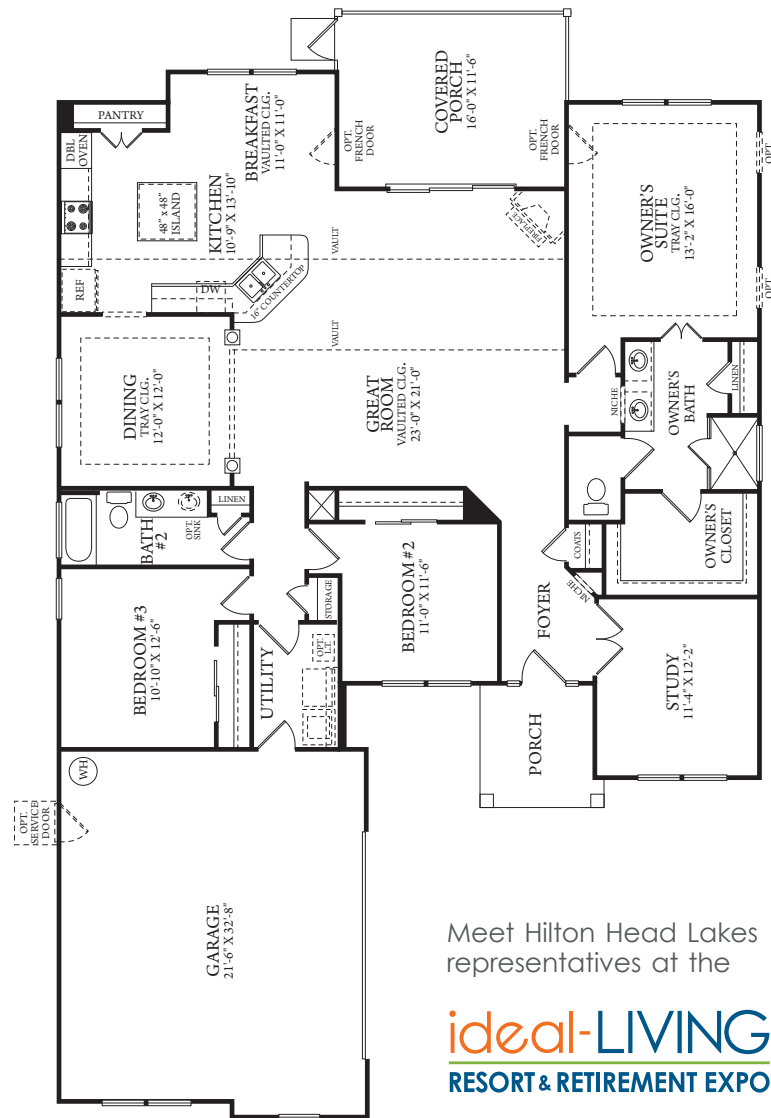 PANTRY
DBL
OVEN
48" x 48"
ISLAND
KITCHEN
10'-9" X 13'-10"
BREAKFAST
VAULTED CLG.
11'-0" X 11'-0"
OPT.
FRENCH
DOOR
COVERED
PORCH
16'-0" X 11'-6"
OPT.
FRENCH
DOOR
OWNER'S
SUITE
TRAY CLG.
13'-2" X 16'-0"
OPT.
OPT.
REF
DW
16" COUNTERTOP
VAULT
VAULT
FIREPLACE
DINING
TRAY CLG.
12'-0" X 12'-0"
GREAT
ROOM
VAULTED CLG.
23'-0" X 21'-0"
NICHE
OWNER'S
BATH
LINEN
BATH
#2
OPT.
SINK
LINEN
BEDROOM #2
11'-0" X 11'-6"
COATS
NICHE
OWNER'S
CLOSET
BEDROOM #3
10'-10" X 12'-6"
STORAGE
UTILITY
OPT.
L.T.
FOYER
STUDY
11'-4" X 12'-2"
PORCH
WH
OPT.
SERVICE
DOOR
GARAGE
21'-6" X 32'-8"
Meet Hilton Head Lakes
representatives at the
ideal-LIVING
RESORT & RETIREMENT EXPO